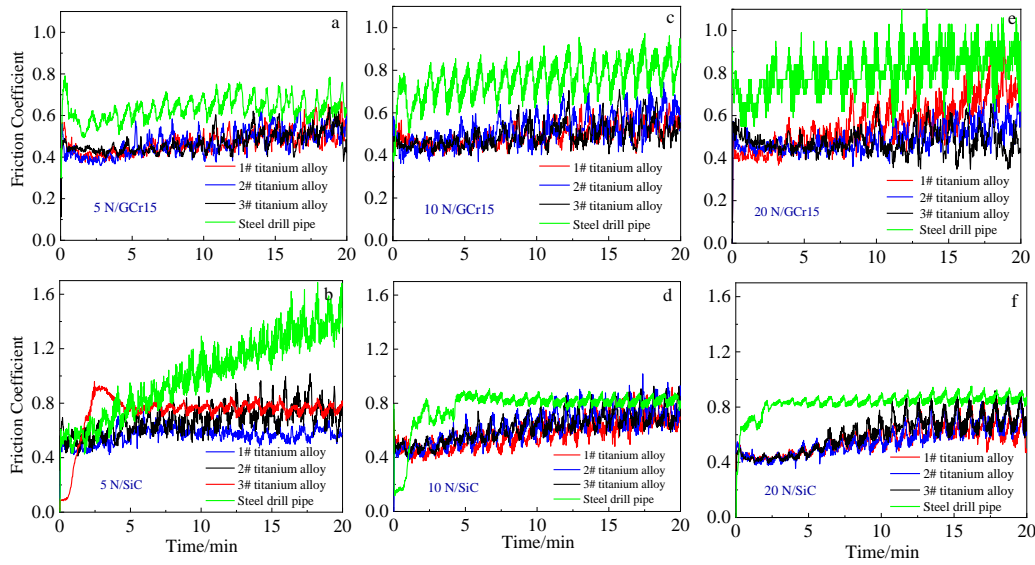 a
Friction Coefficient
1.0
0.8
0.6
0.4
0.2
0.0
1# titanium alloy
2# titanium alloy
3# titanium alloy
Steel drill pipe
5 N/GCr15
0
5
10
15
20
c
1.0
0.8
0.6
0.4
0.2
0.0
1# titanium alloy
2# titanium alloy
3# titanium alloy
Steel drill pipe
10 N/GCr15
0
5
10
15
20
e
1.0
0.8
0.6
0.4
0.2
0.0
1# titanium alloy
2# titanium alloy
3# titanium alloy
Steel drill pipe
20 N/GCr15
0
5
10
15
20
b
Friction Coefficient
1.6
1.2
0.8
0.4
0.0
1# titanium alloy
2# titanium alloy
3# titanium alloy
Steel drill pipe
5 N/SiC
0
5
10
15
20
Time/min
d
1.6
1.2
0.8
0.4
0.0
1# titanium alloy
2# titanium alloy
3# titanium alloy
Steel drill pipe
10 N/SiC
0
5
10
15
20
Time/min
f
1.6
1.2
0.8
0.4
0.0
1# titanium alloy
2# titanium alloy
3# titanium alloy
Steel drill pipe
20 N/SiC
0
5
10
15
20
Time/min